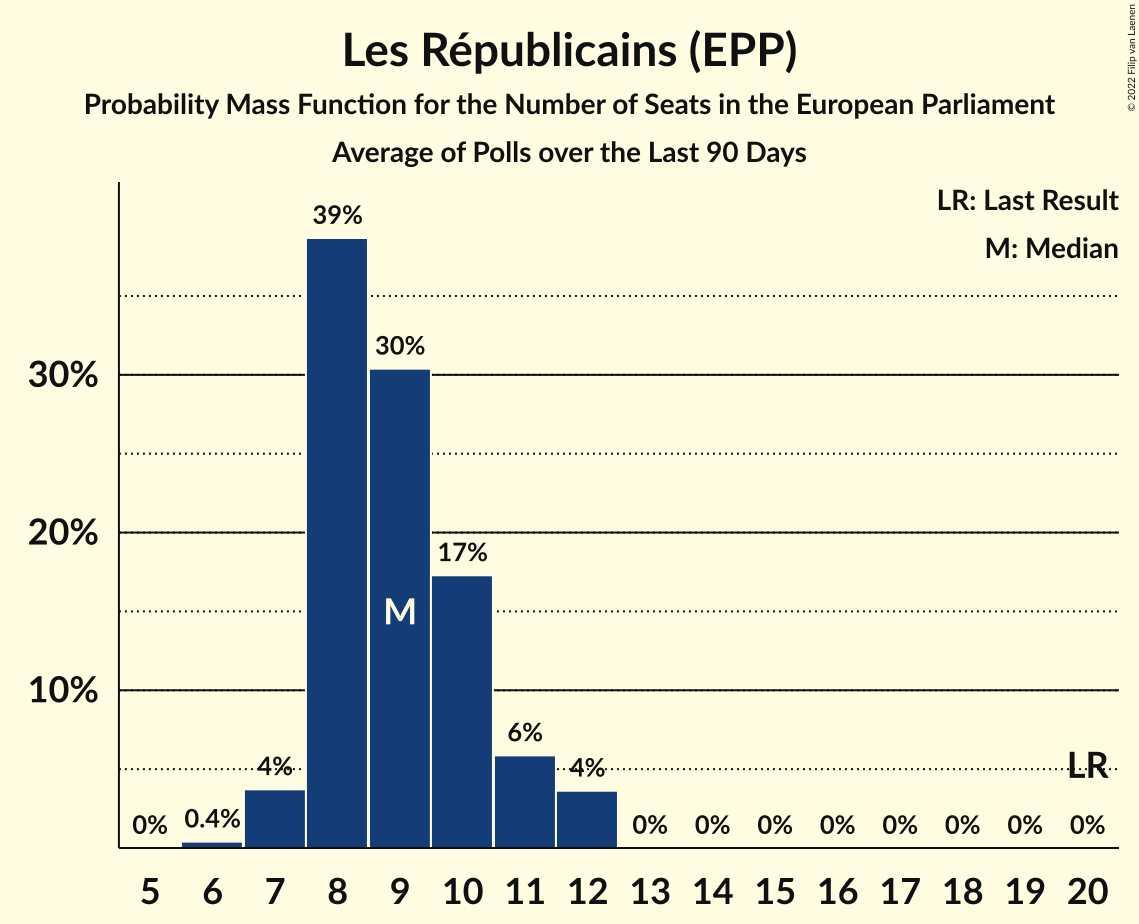 Les Républicains (EPP)
Probability Mass Function for the Number of Seats in the European Parliament
Average of Polls over the Last 90 Days
© 2022 Filip van Laenen
LR: Last Result
M: Median
39%
30%
30%
20%
17%
M
10%
6%
4%
4%
LR
0%
0.4%
0%
0%
0%
0%
0%
0%
0%
0%
5 6 7 8 9 10 11 12 13 14 15 16 17 18 19 20